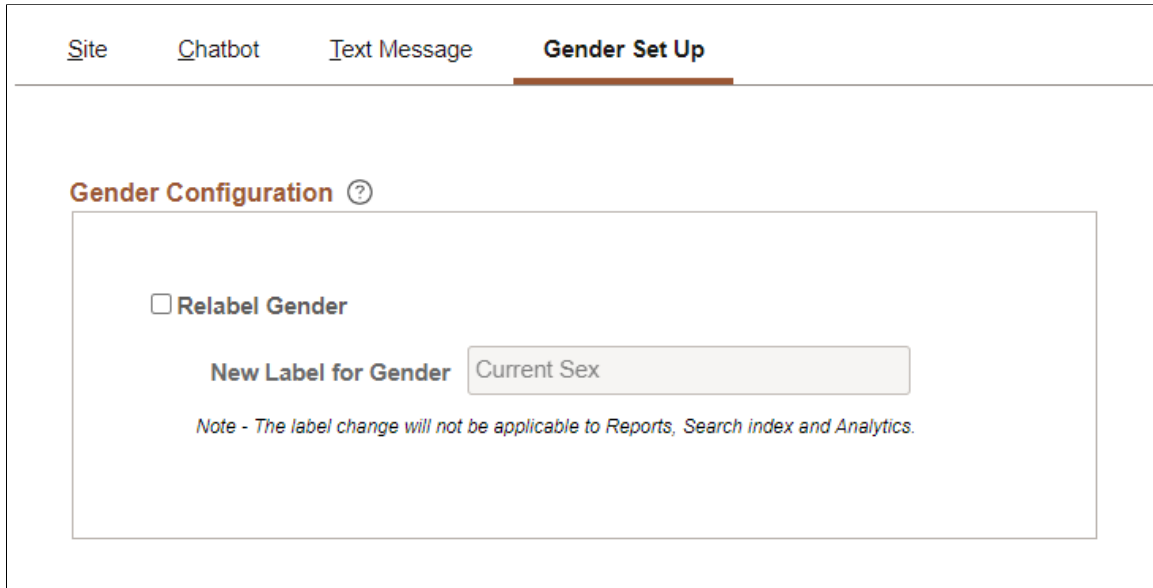 Site Chatbot Text Message Gender Set Up
Gender Configuration ?
Relabel Gender
New Label for Gender Current Sex
Note - The label change will not be applicable to Reports, Search index and Analytics.